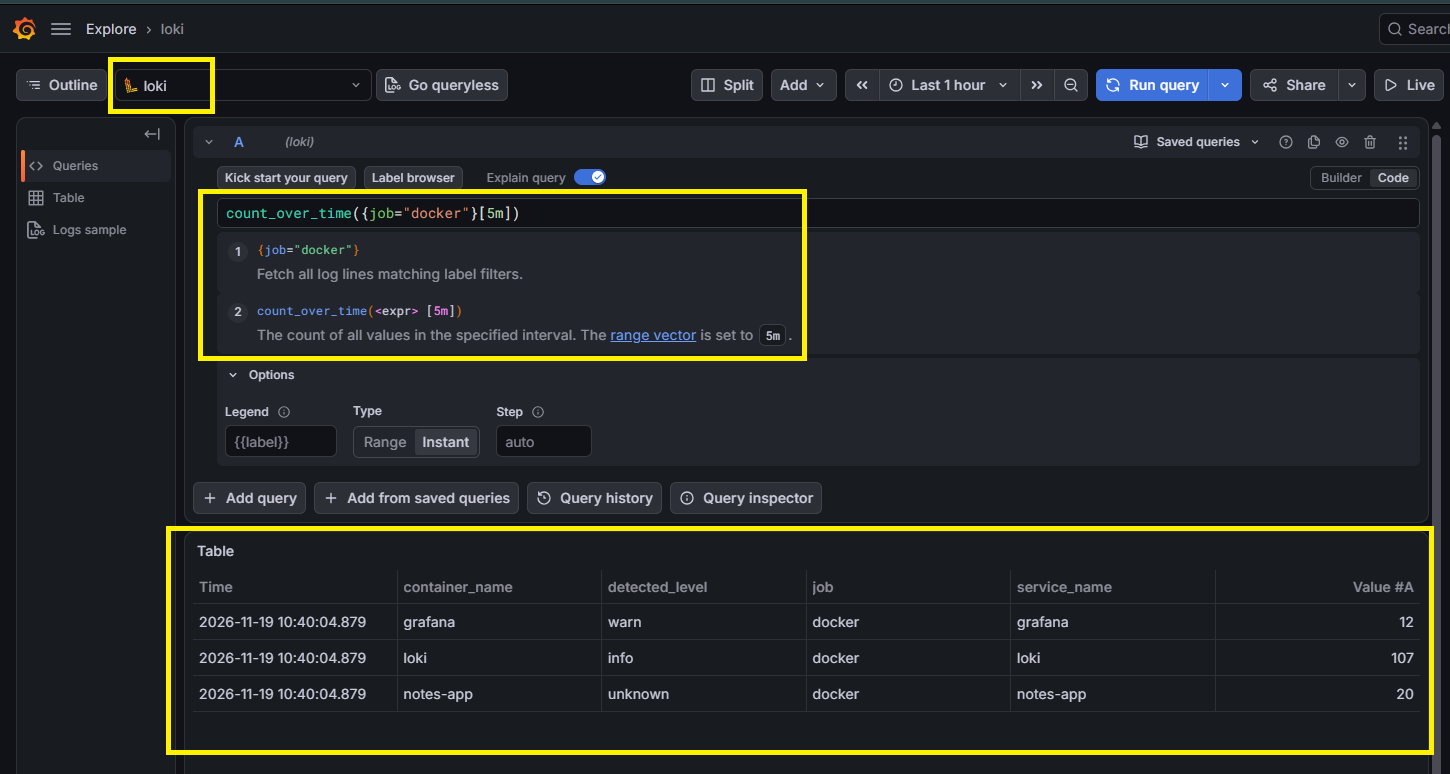 Explore › loki
Search
Outline
loki
Go queryless
Split
Add
Last 1 hour
Run query
Share
Live
Queries
Table
Logs sample
A (loki)
Saved queries
Kick start your query
Label browser
Explain query
Builder
Code
count_over_time({job="docker"}[5m])
1 {job="docker"}
Fetch all log lines matching label filters.
2 count_over_time(<expr> [5m])
The count of all values in the specified interval. The range vector is set to 5m .
Options
Legend Type Step
{{label}} Range Instant auto
+ Add query
+ Add from saved queries
Query history
Query inspector
Table
Time container_name detected_level job service_name Value #A
2026-11-19 10:40:04.879 grafana warn docker grafana 12
2026-11-19 10:40:04.879 loki info docker loki 107
2026-11-19 10:40:04.879 notes-app unknown docker notes-app 20